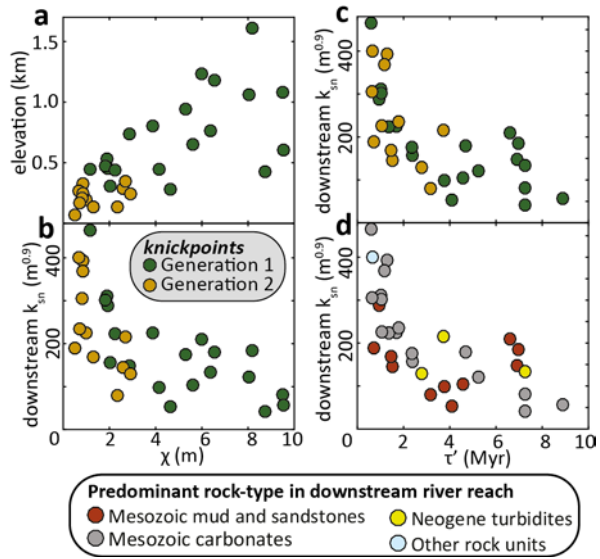 a
elevation (km)
1.5
1.0
0.5
b
downstream k_sn (m^0.9)
400
200
0
knickpoints
Generation 1
Generation 2
0 2 4 6 8 10
χ (m)
c
downstream k_sn (m^0.9)
400
200
d
downstream k_sn (m^0.9)
400
200
0
0 2 4 6 8 10
τ' (Myr)
Predominant rock-type in downstream river reach
Mesozoic mud and sandstones
Mesozoic carbonates
Neogene turbidites
Other rock units